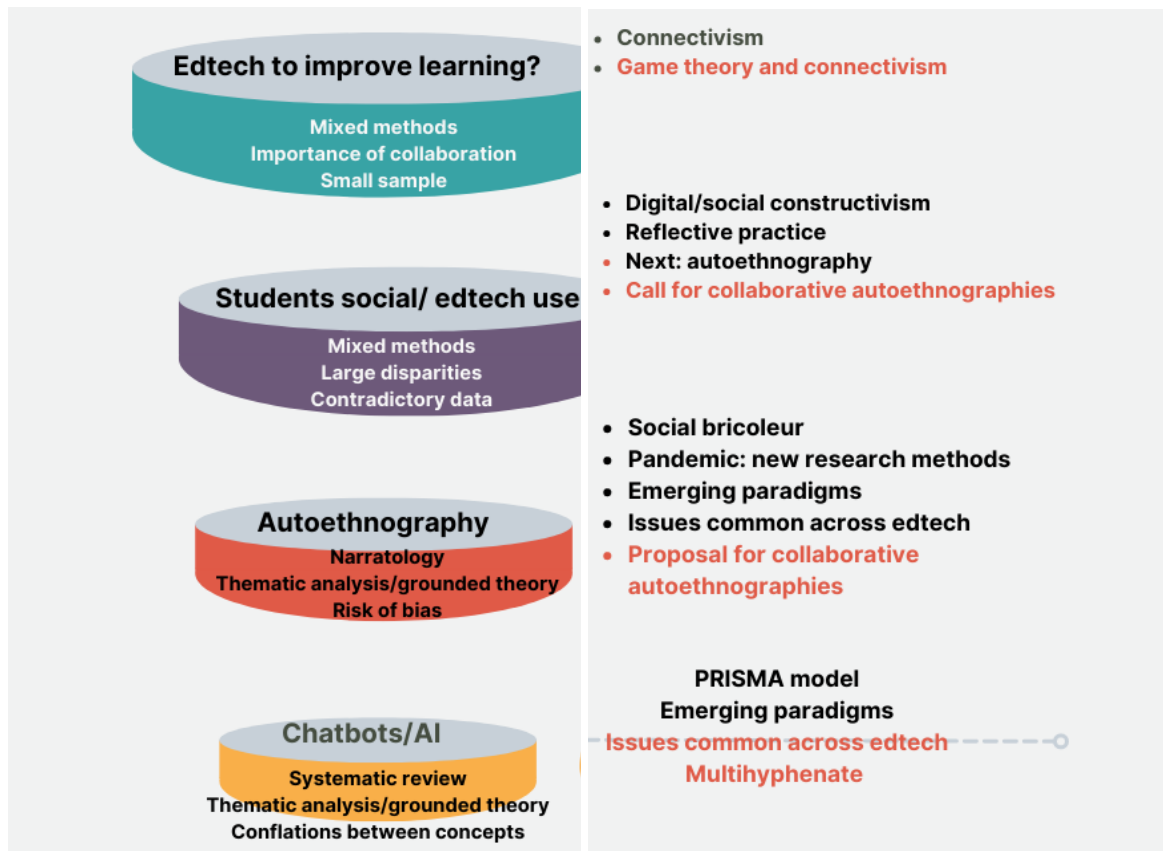 Edtech to improve learning?
Mixed methods
Importance of collaboration
Small sample
Connectivism
Game theory and connectivism
Students social/ edtech use
Mixed methods
Large disparities
Contradictory data
Digital/social constructivism
Reflective practice
Next: autoethnography
Call for collaborative autoethnographies
Autoethnography
Narratology
Thematic analysis/grounded theory
Risk of bias
Social bricoleur
Pandemic: new research methods
Emerging paradigms
Issues common across edtech
Proposal for collaborative
autoethnographies
Chatbots/AI
Systematic review
Thematic analysis/grounded theory
Conflations between concepts
PRISMA model
Emerging paradigms
Issues common across edtech
Multihyphenate